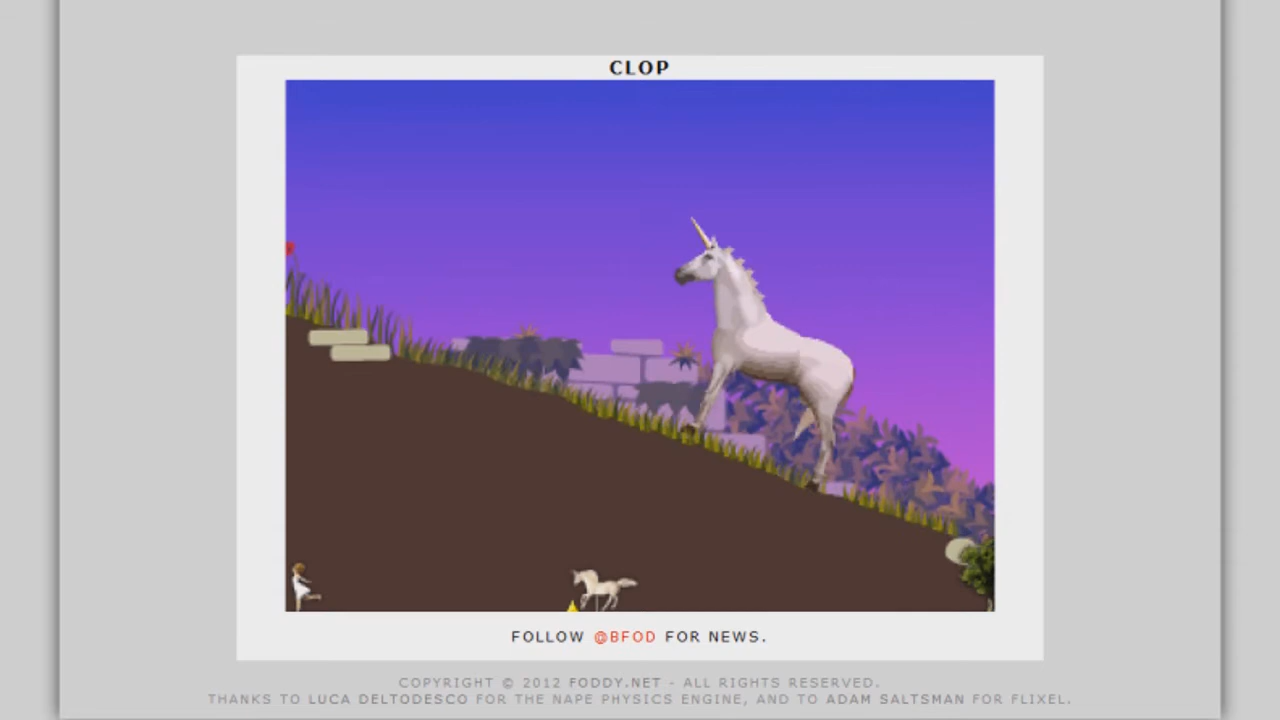 CLOP
FOLLOW @BFOD FOR NEWS.
COPYRIGHT © 2012 FODDY.NET - ALL RIGHTS RESERVED.
THANKS TO LUCA DELTODESCO FOR THE NAPE PHYSICS ENGINE, AND TO ADAM SALTSMAN FOR FLIXEL.